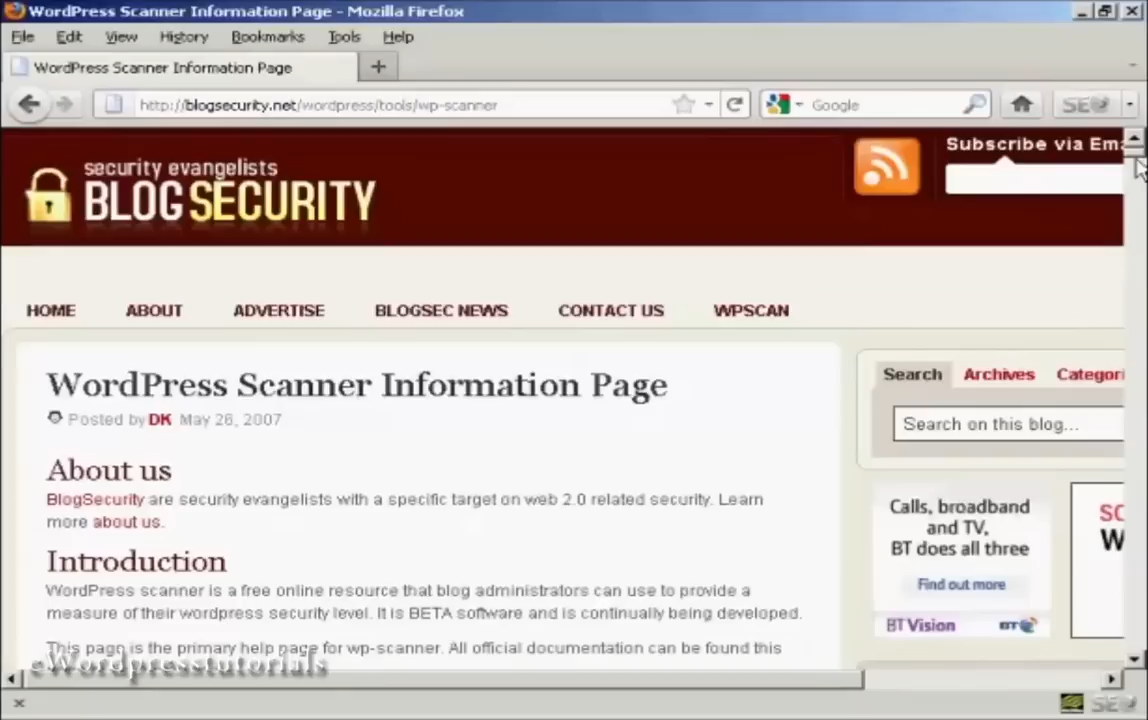 WordPress Scanner Information Page - Mozilla Firefox
File Edit View History Bookmarks Tools Help
WordPress Scanner Information Page
http://blogsecurity.net/wordpress/tools/wp-scanner
Google
security evangelists
BLOGSECURITY
Subscribe via Ema
HOME ABOUT ADVERTISE BLOGSEC NEWS CONTACT US WPSCAN
WordPress Scanner Information Page
Posted by DK May 26, 2007
About us
BlogSecurity are security evangelists with a specific target on web 2.0 related security. Learn
more about us.
Introduction
WordPress scanner is a free online resource that blog administrators can use to provide a
measure of their wordpress security level. It is BETA software and is continually being developed.
This page is the primary help page for wp-scanner. All official documentation can be found this
eWordpresstutorials
Search Archives Categori
Search on this blog...
Calls, broadband
and TV,
BT does all three
Find out more
BT Vision BT
SC
W